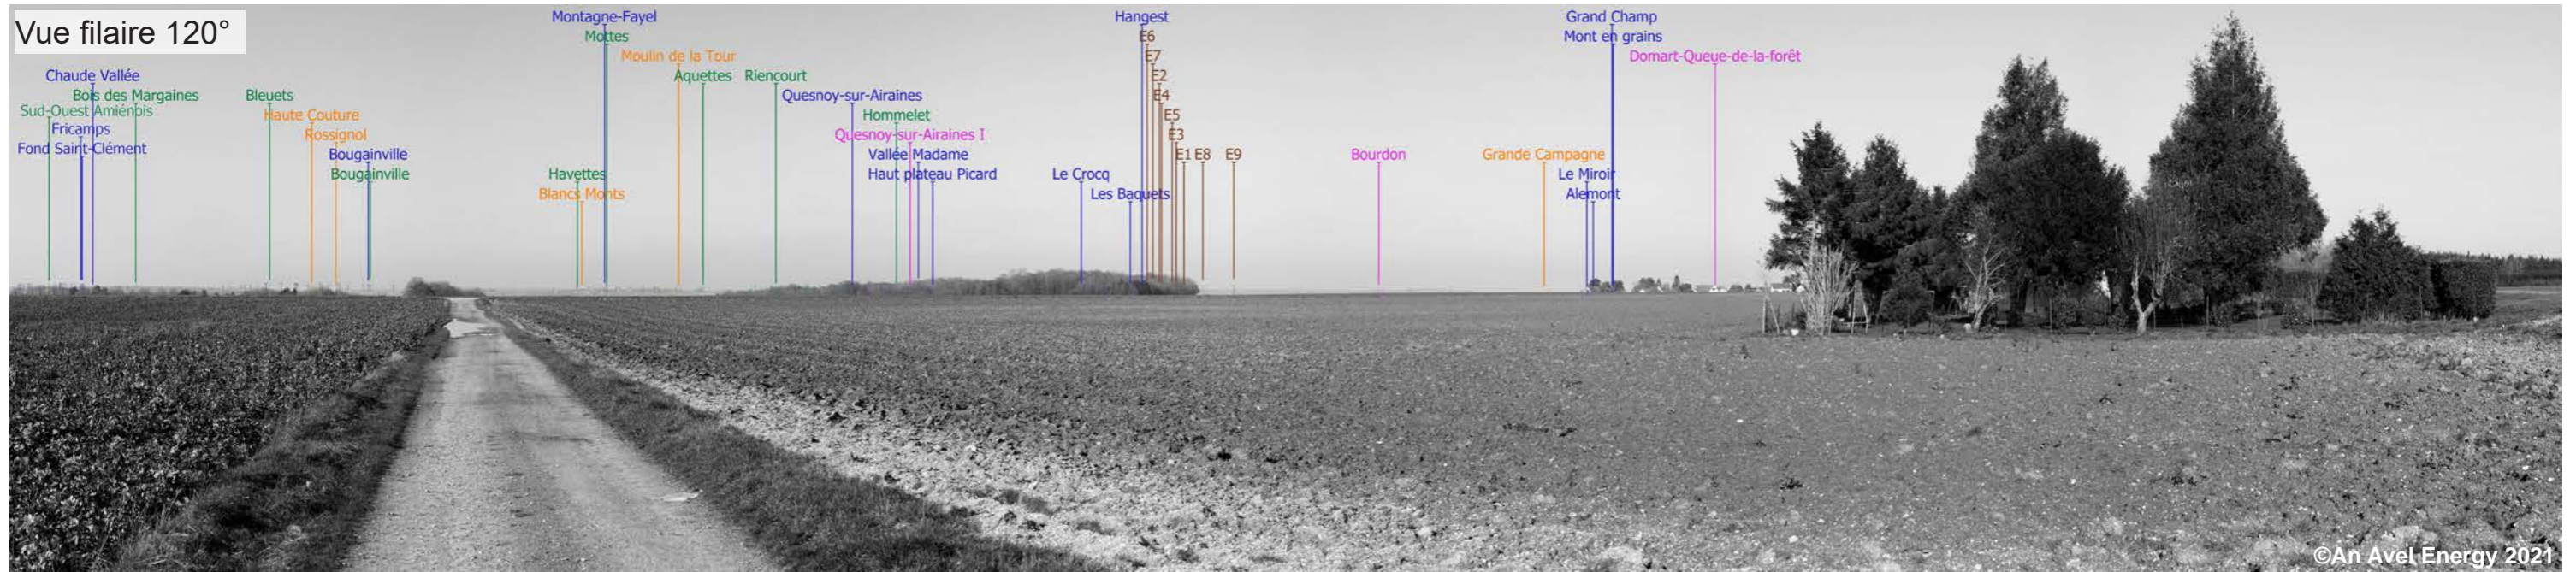 Vue filaire 120°
Montagne-Fayel
Hangest
Grand Champ
Mottes
E6
Mont en grains
Moulin de la Tour
E7
Domart-Queue-de-la-forêt
Chaude Vallée
Aquettes
Riencourt
E2
Bois des Margaines
Bleuets
Quesnoy-sur-Airaines
E4
Sud-Ouest Amiénois
Haute Couture
Hommelet
E5
Fricamps
Rossignol
Quesnoy-sur-Airaines I
E3
Fond Saint-Clément
Bougainville
Vallée Madame
E1
E8
E9
Bourdon
Grande Campagne
Bougainville
Havettes
Haut plateau Picard
Le Crocq
Le Miroir
Blancs Monts
Les Baquets
Alemont
©An Avel Energy 2021